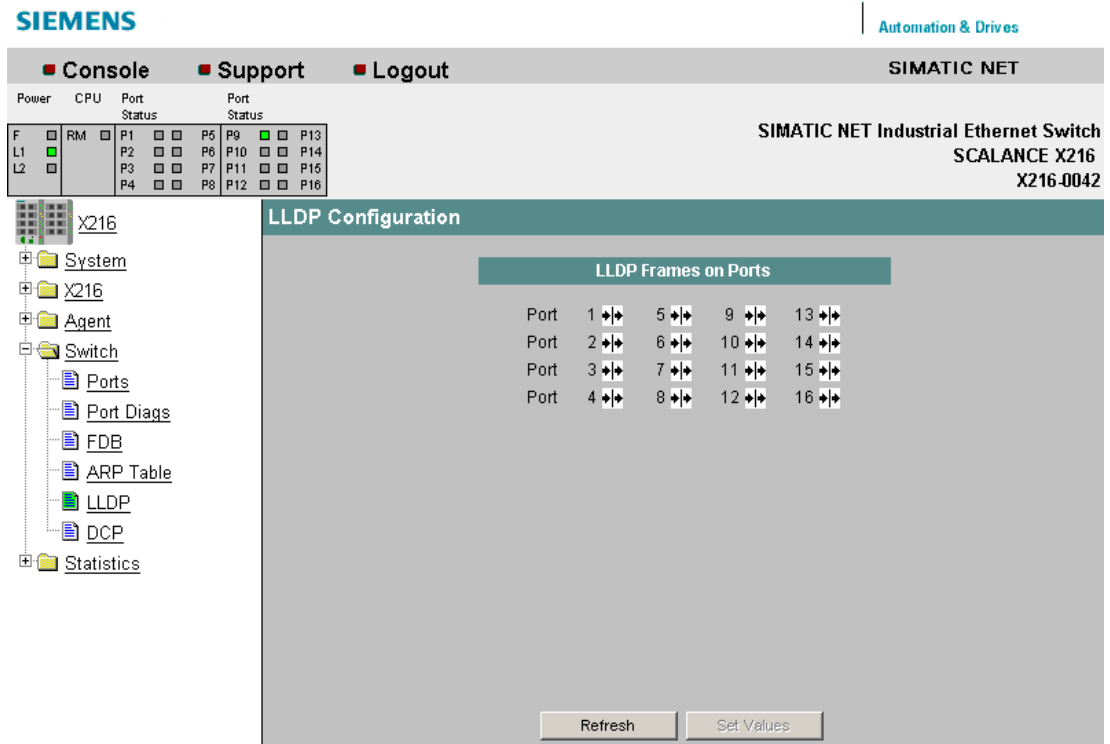 SIEMENS
Automation & Drives
Console Support Logout SIMATIC NET
Power CPU Port Status Port Status
F RM P1 P5 P9 P13
L1 P2 P6 P10 P14
L2 P3 P7 P11 P15
P4 P8 P12 P16
SIMATIC NET Industrial Ethernet Switch
SCALANCE X216
X216-0042
X216
System
X216
Agent
Switch
Ports
Port Diags
FDB
ARP Table
LLDP
DCP
Statistics
LLDP Configuration
LLDP Frames on Ports
Port 1 5 9 13
Port 2 6 10 14
Port 3 7 11 15
Port 4 8 12 16
Refresh Set Values